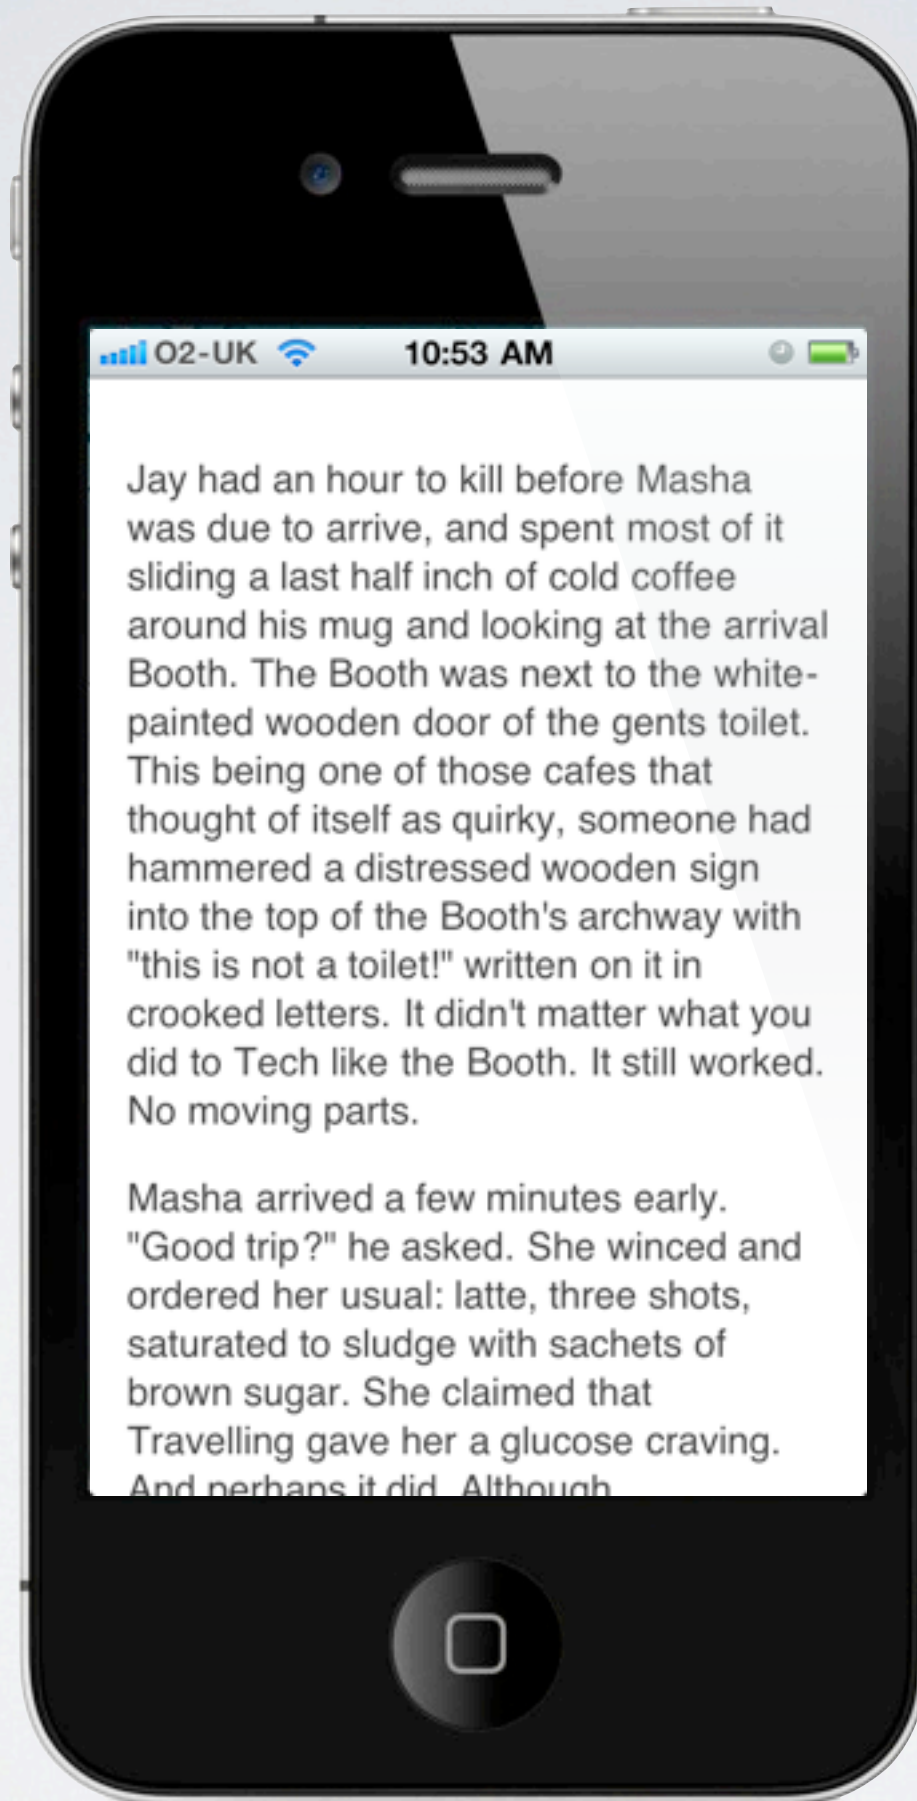 O2-UK 10:53 AM
Jay had an hour to kill before Masha
was due to arrive, and spent most of it
sliding a last half inch of cold coffee
around his mug and looking at the arrival
Booth. The Booth was next to the white-
painted wooden door of the gents toilet.
This being one of those cafes that
thought of itself as quirky, someone had
hammered a distressed wooden sign
into the top of the Booth's archway with
"this is not a toilet!" written on it in
crooked letters. It didn't matter what you
did to Tech like the Booth. It still worked.
No moving parts.
Masha arrived a few minutes early.
"Good trip?" he asked. She winced and
ordered her usual: latte, three shots,
saturated to sludge with sachets of
brown sugar. She claimed that
Travelling gave her a glucose craving.
And perhaps it did. Although